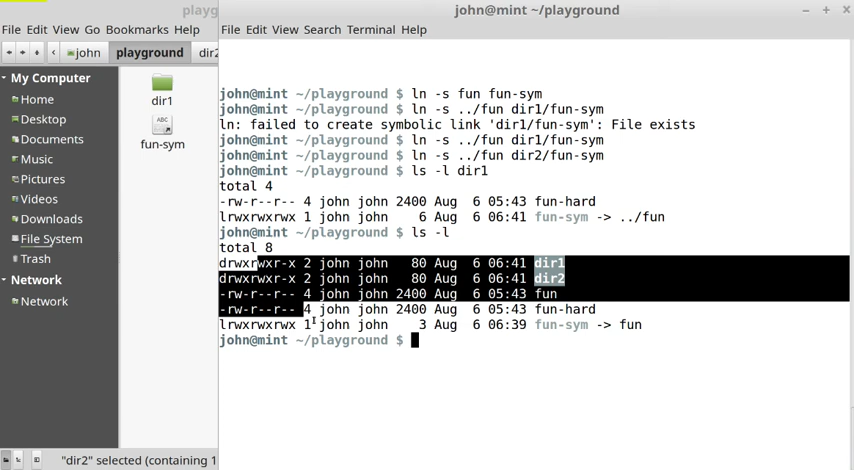 playg
File Edit View Go Bookmarks Help
john playground dir2
My Computer
Home
Desktop
Documents
Music
Pictures
Videos
Downloads
File System
Trash
Network
Network
dir1
ABC
fun-sym
"dir2" selected (containing 1
john@mint ~/playground
File Edit View Search Terminal Help
john@mint ~/playground $ ln -s fun fun-sym
john@mint ~/playground $ ln -s ../fun dir1/fun-sym
ln: failed to create symbolic link 'dir1/fun-sym': File exists
john@mint ~/playground $ ln -s ../fun dir1/fun-sym
john@mint ~/playground $ ln -s ../fun dir2/fun-sym
john@mint ~/playground $ ls -l dir1
total 4
-rw-r--r-- 4 john john 2400 Aug  6 05:43 fun-hard
lrwxrwxrwx 1 john john    6 Aug  6 06:41 fun-sym -> ../fun
john@mint ~/playground $ ls -l
total 8
drwxrwxr-x 2 john john   80 Aug  6 06:41 dir1
drwxrwxr-x 2 john john   80 Aug  6 06:41 dir2
-rw-r--r-- 4 john john 2400 Aug  6 05:43 fun
-rw-r--r-- 4 john john 2400 Aug  6 05:43 fun-hard
lrwxrwxrwx 1 john john    3 Aug  6 06:39 fun-sym -> fun
john@mint ~/playground $